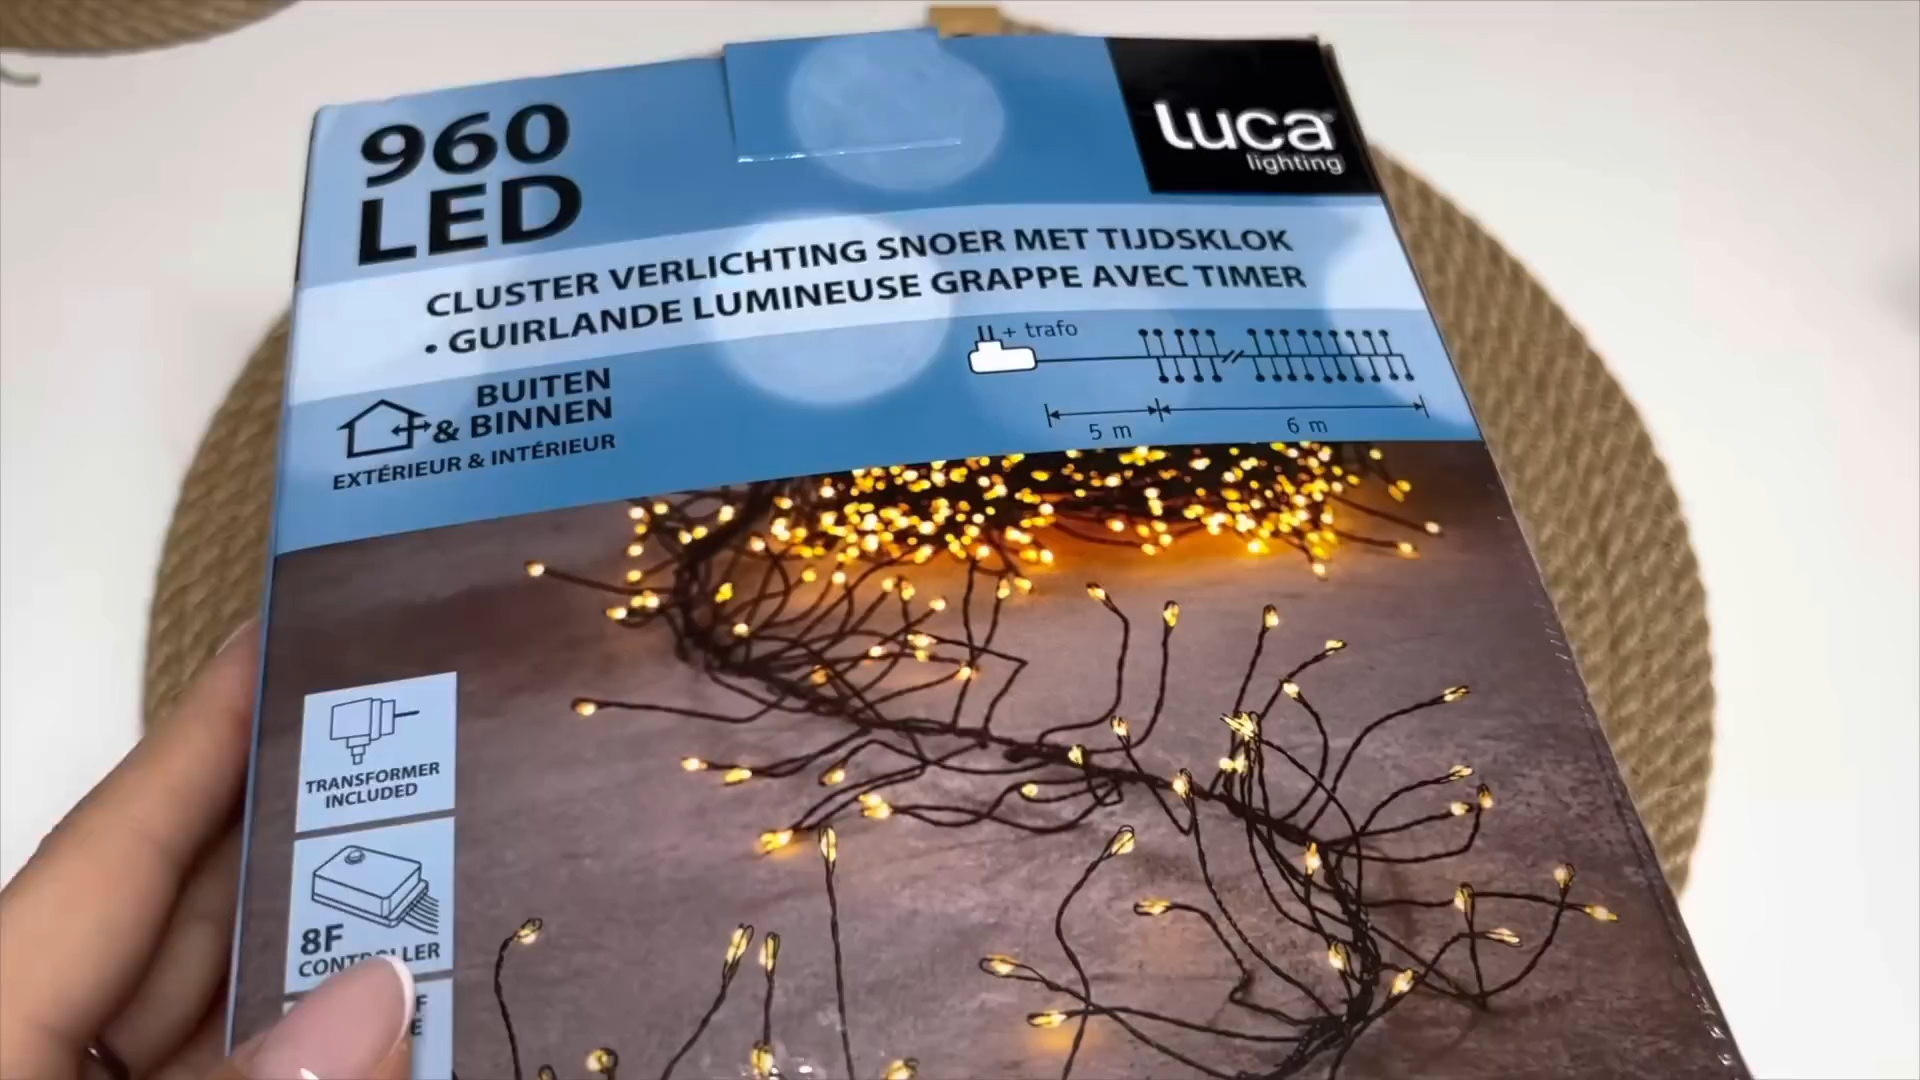 960
LED
luca
lighting
CLUSTER VERLICHTING SNOER MET TIJDSKLOK
• GUIRLANDE LUMINEUSE GRAPPE AVEC TIMER
+ trafo
5 m
6 m
BUITEN
& BINNEN
EXTÉRIEUR & INTÉRIEUR
TRANSFORMER
INCLUDED
8F
CONTROLLER